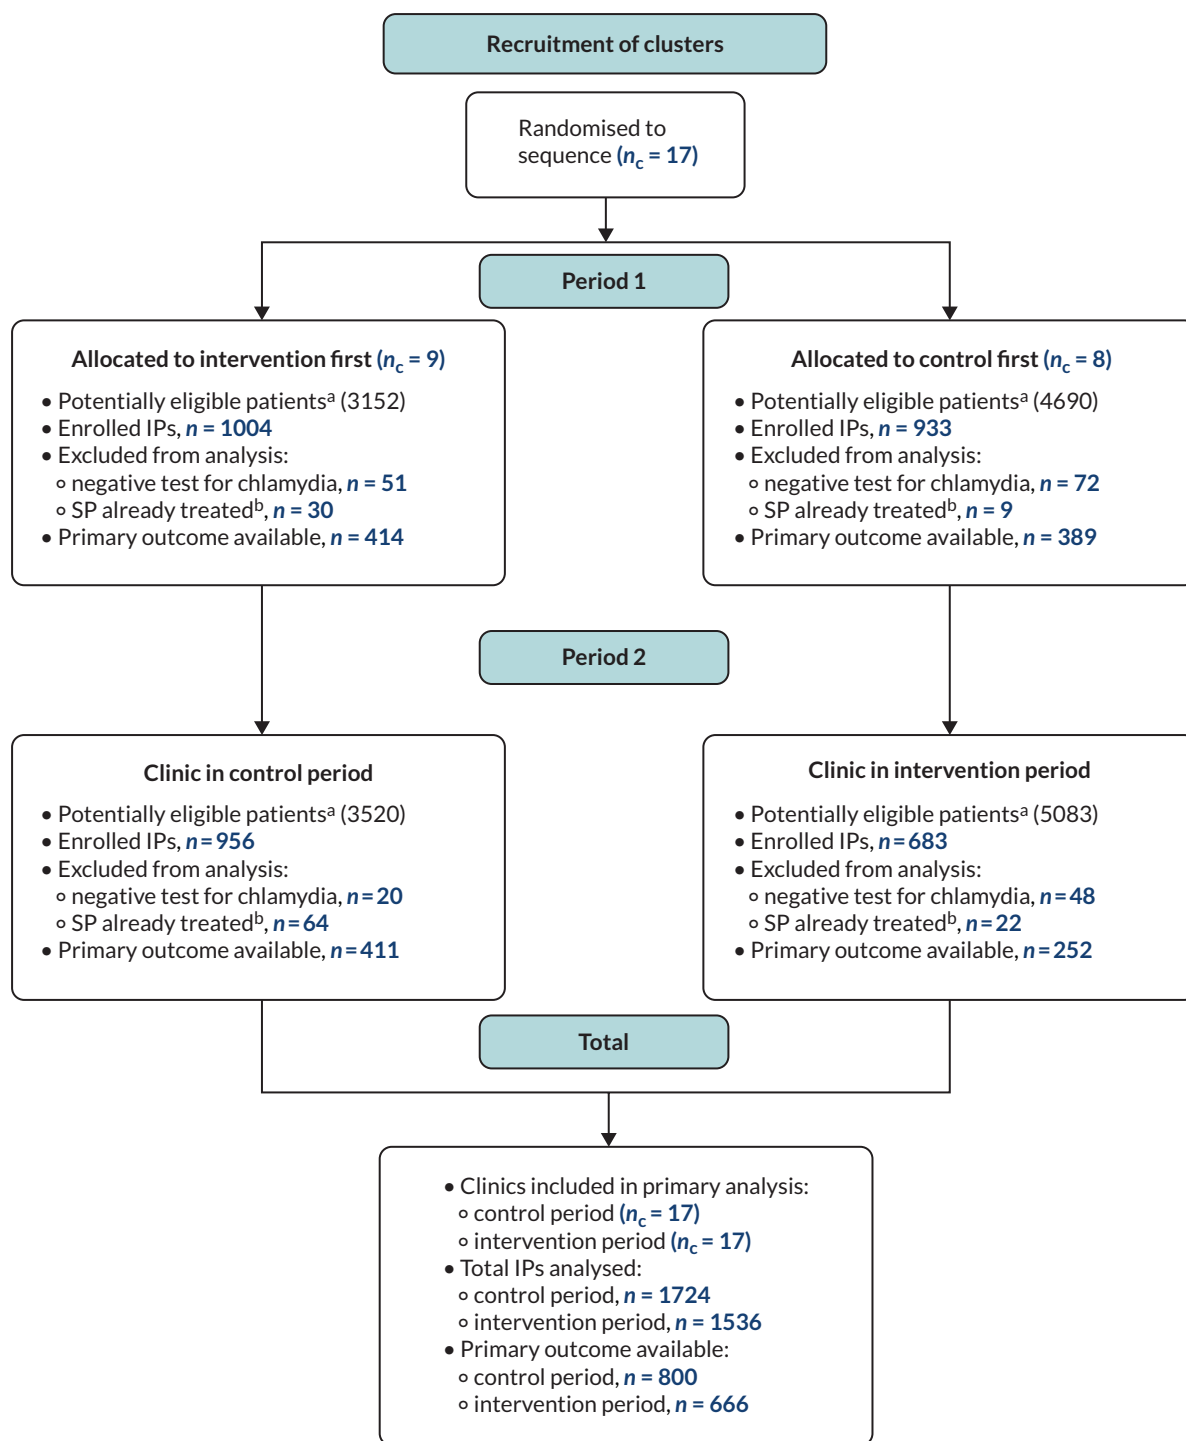 Recruitment of clusters
Randomised to
sequence (nc = 17)
Period 1
Allocated to intervention first (nc = 9)
• Potentially eligible patientsa (3152)
• Enrolled IPs, n = 1004
• Excluded from analysis:
∘ negative test for chlamydia, n = 51
∘ SP already treatedb, n = 30
• Primary outcome available, n = 414
Allocated to control first (nc = 8)
• Potentially eligible patientsa (4690)
• Enrolled IPs, n = 933
• Excluded from analysis:
∘ negative test for chlamydia, n = 72
∘ SP already treatedb, n = 9
• Primary outcome available, n = 389
Period 2
Clinic in control period
• Potentially eligible patientsa (3520)
• Enrolled IPs, n = 956
• Excluded from analysis:
∘ negative test for chlamydia, n = 20
∘ SP already treatedb, n = 64
• Primary outcome available, n = 411
Clinic in intervention period
• Potentially eligible patientsa (5083)
• Enrolled IPs, n = 683
• Excluded from analysis:
∘ negative test for chlamydia, n = 48
∘ SP already treatedb, n = 22
• Primary outcome available, n = 252
Total
• Clinics included in primary analysis:
∘ control period (nc = 17)
∘ intervention period (nc = 17)
• Total IPs analysed:
∘ control period, n = 1724
∘ intervention period, n = 1536
• Primary outcome available:
∘ control period, n = 800
∘ intervention period, n = 666